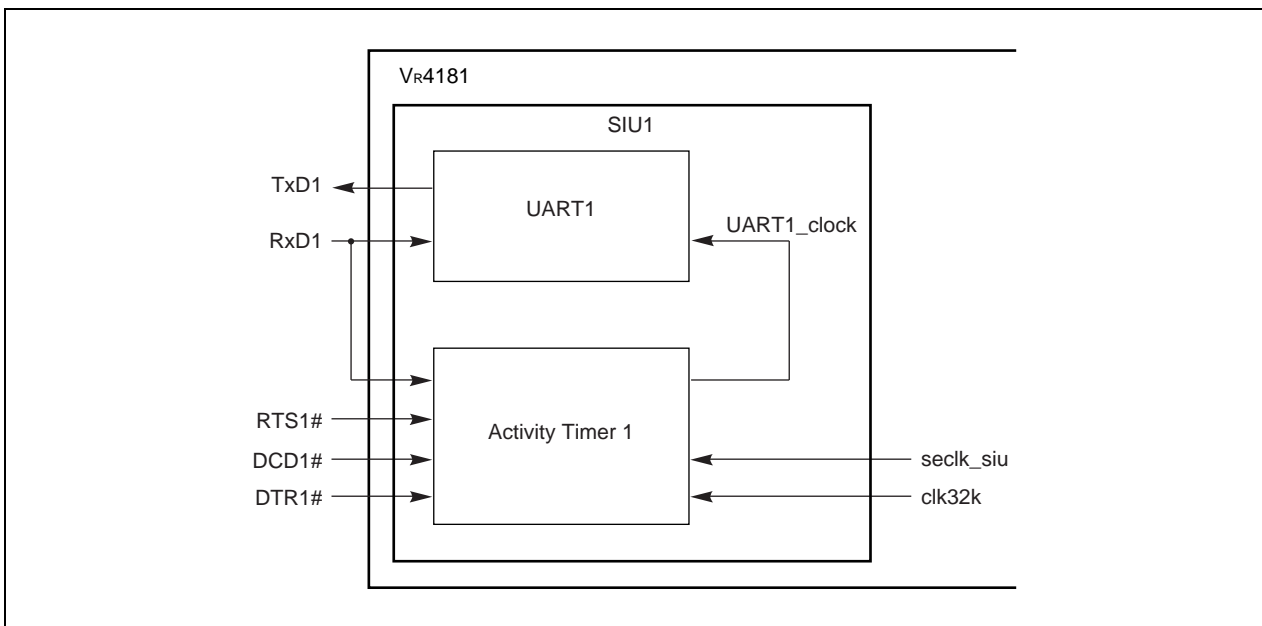 VR4181
SIU1
TxD1
UART1
RxD1
UART1_clock
RTS1#
Activity Timer 1
DCD1#
seclk_siu
DTR1#
clk32k